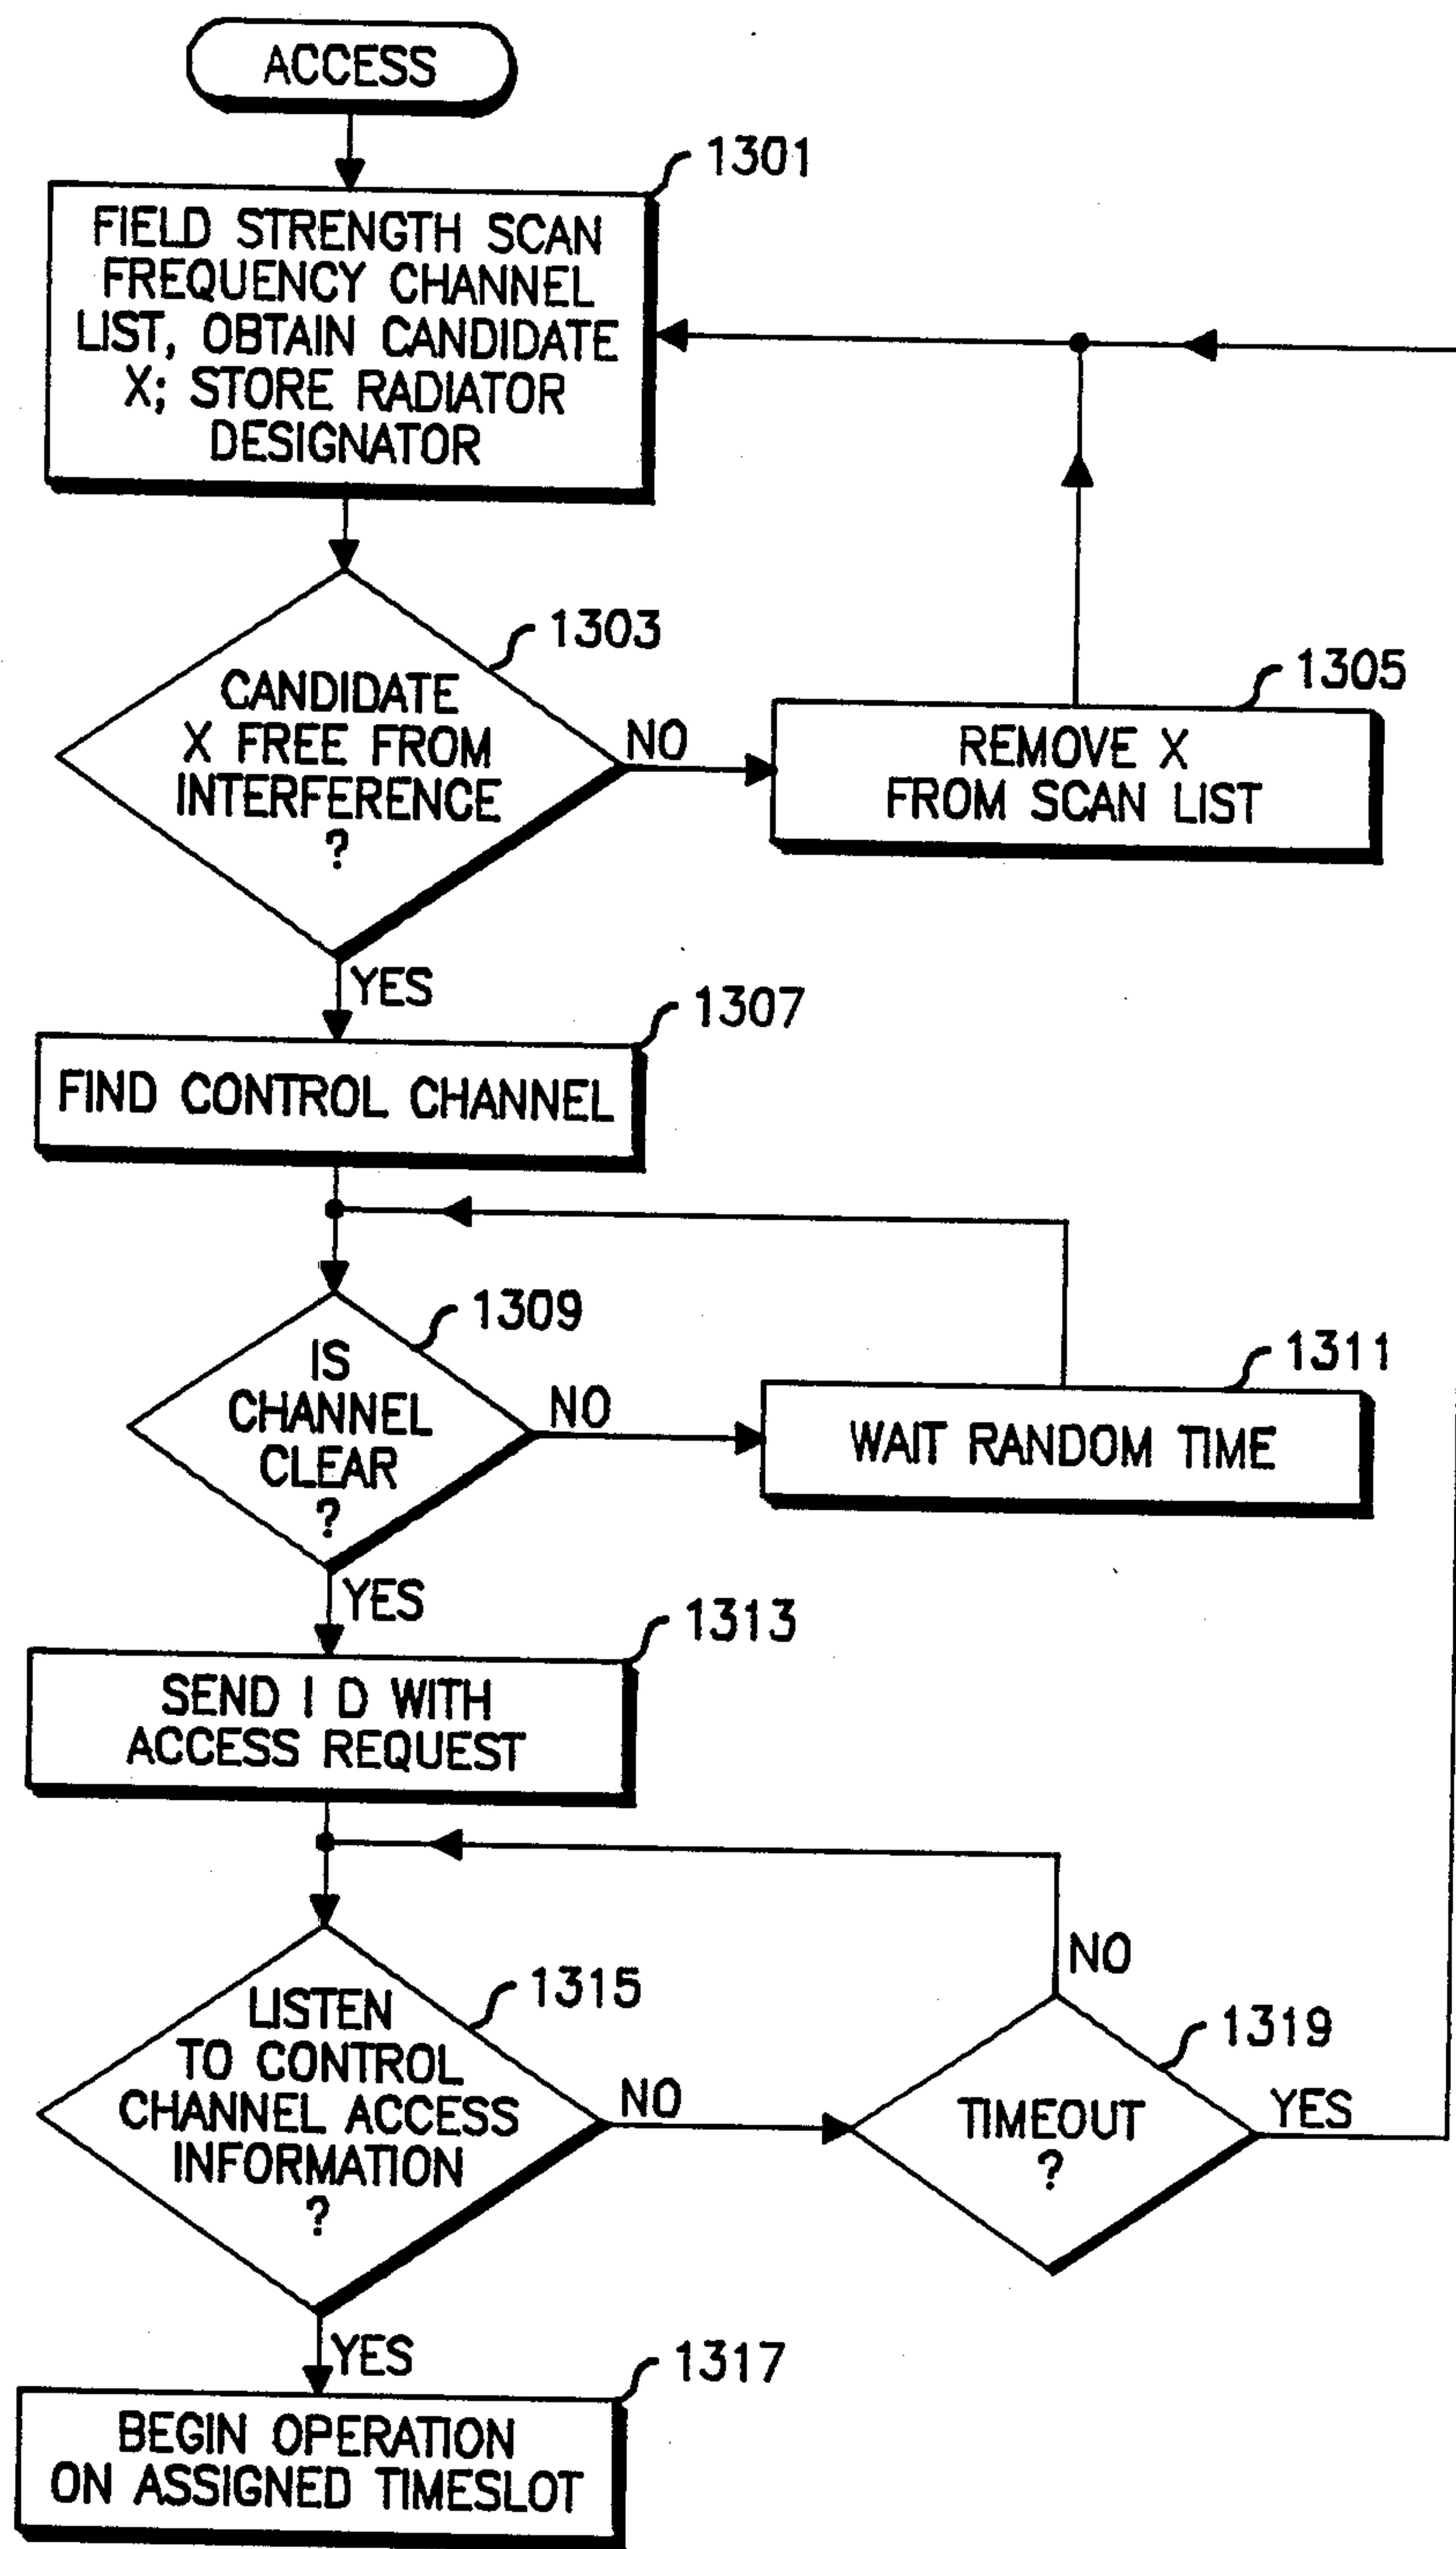 ACCESS
1301
FIELD STRENGTH SCAN
FREQUENCY CHANNEL
LIST, OBTAIN CANDIDATE
X; STORE RADIATOR
DESIGNATOR
1303
CANDIDATE
X FREE FROM
INTERFERENCE
?
NO
1305
REMOVE X
FROM SCAN LIST
YES
1307
FIND CONTROL CHANNEL
1309
IS
CHANNEL
CLEAR
?
NO
1311
WAIT RANDOM TIME
YES
1313
SEND I D WITH
ACCESS REQUEST
1315
LISTEN
TO CONTROL
CHANNEL ACCESS
INFORMATION
?
NO
1319
TIMEOUT
?
NO
YES
YES
1317
BEGIN OPERATION
ON ASSIGNED TIMESLOT